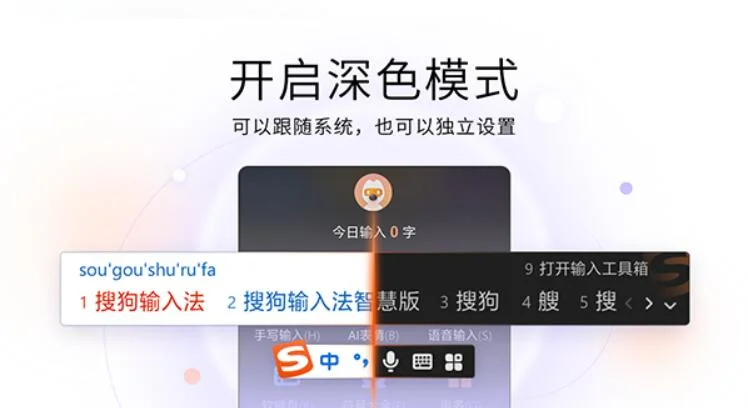 开启深色模式
可以跟随系统，也可以独立设置
今日输入 0 字
sou'gou'shu'ru'fa 9 打开输入工具箱
1 搜狗输入法 2 搜狗输入法智慧版 3 搜狗 4 艘 5 搜
手写输入(H) AI表情(B) 语音输入(S)
S 中 °,